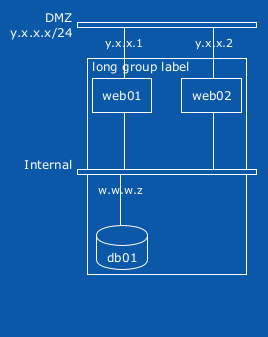 DMZ
y.x.x.x/24
y.x.x.1
y.x.x.2
long group label
web01
web02
Internal
w.w.w.z
db01